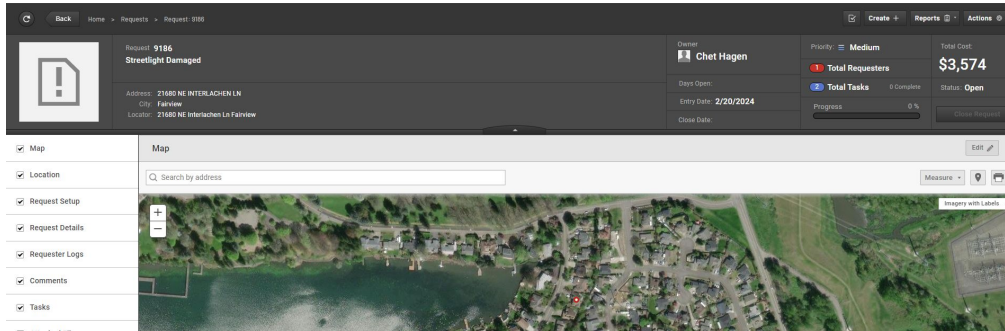 Back
Home > Requests > Request: 9186
Create +
Reports
Actions
Request 9186
Streetlight Damaged
Address: 21680 NE INTERLACHEN LN
City: Fairview
Locator: 21680 NE Interlachen Ln Fairview
Owner
Chet Hagen
Days Open:
Entry Date: 2/20/2024
Close Date:
Priority: Medium
1 Total Requesters
2 Total Tasks 0 Complete
Progress 0 %
Total Cost:
$3,574
Status: Open
Close Request
Map
Location
Request Setup
Request Details
Requester Logs
Comments
Tasks
Map
Edit
Search by address
Measure
+
−
Imagery with Labels